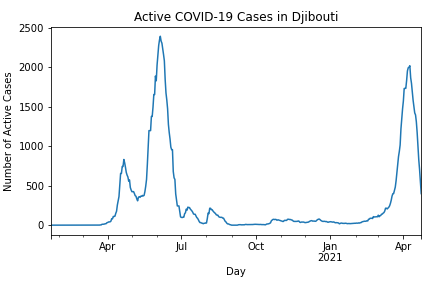 Active COVID-19 Cases in Djibouti
Number of Active Cases
2500
2000
1500
1000
500
0
Apr
Jul
Oct
Jan
2021
Apr
Day